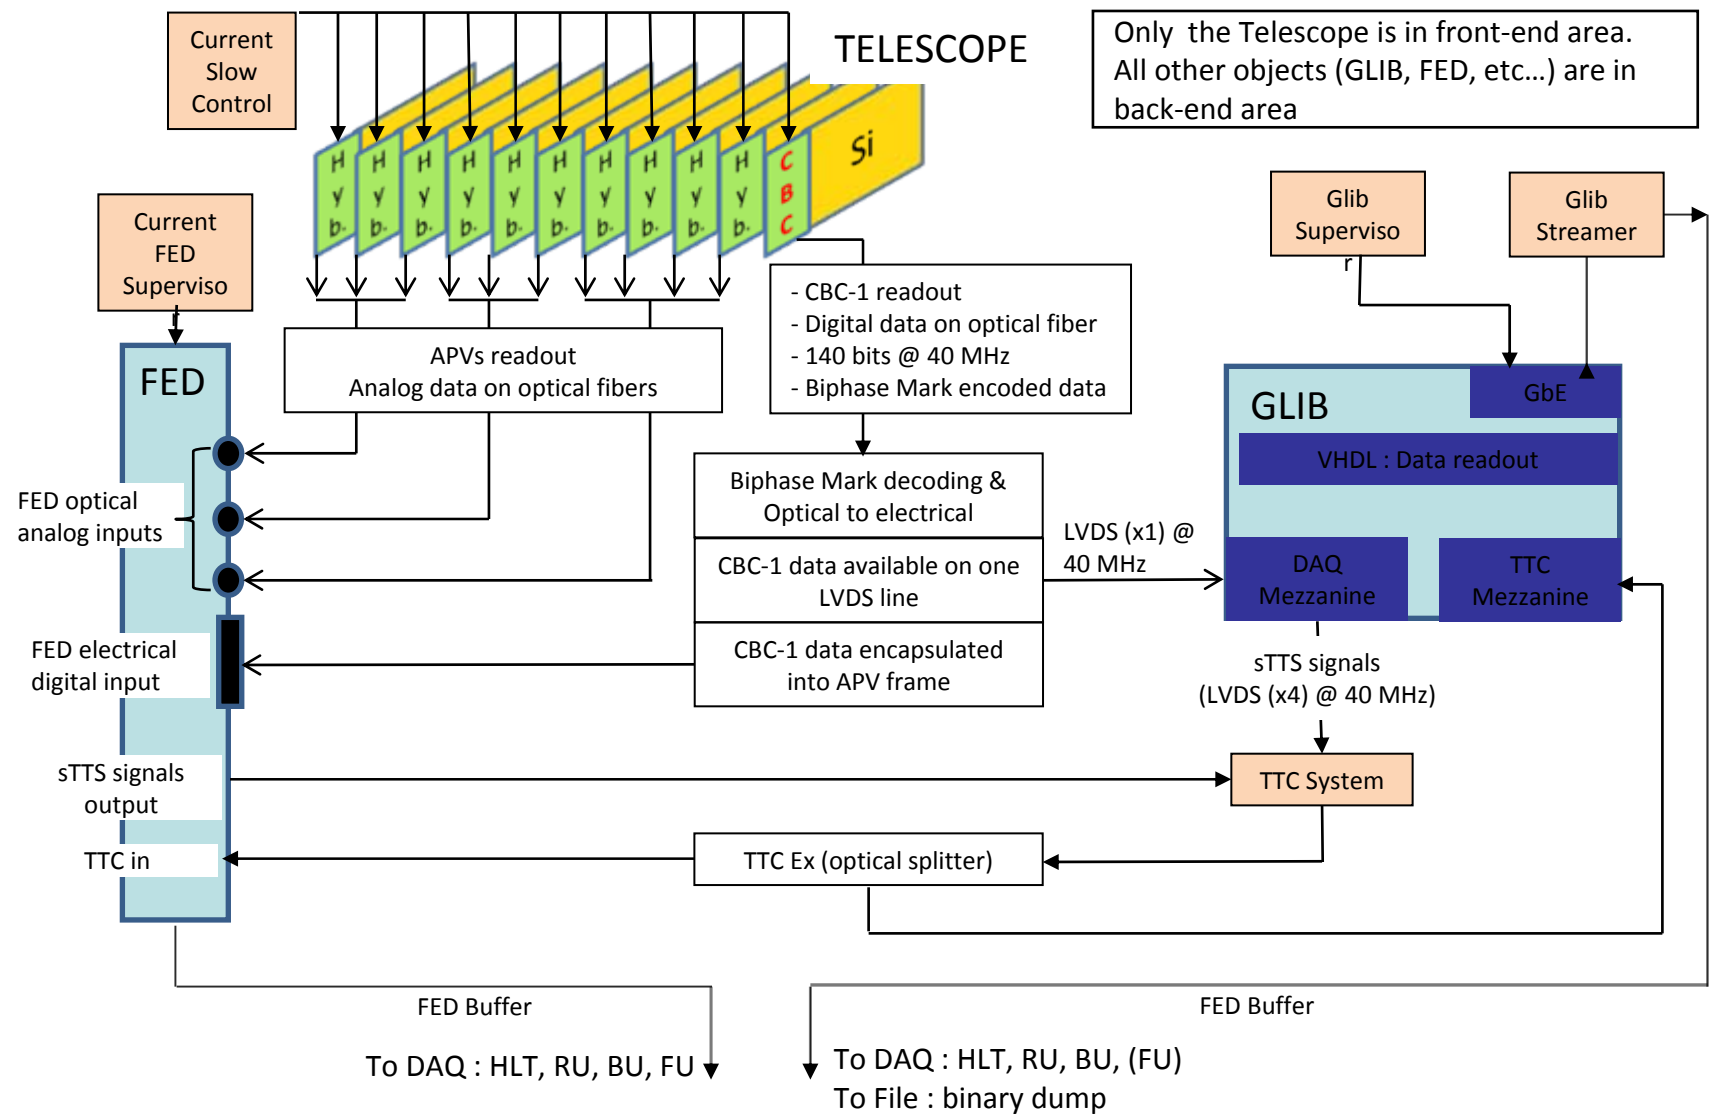 Current
Slow
Control
TELESCOPE
Only the Telescope is in front-end area.
All other objects (GLIB, FED, etc…) are in
back-end area
H
y
b.
H
y
b.
H
y
b.
H
y
b.
H
y
b.
H
y
b.
H
y
b.
H
y
b.
H
y
b.
H
y
b.
C
B
C
Si
Current
FED
Superviso
r
Glib
Superviso
r
Glib
Streamer
- CBC-1 readout
- Digital data on optical fiber
- 140 bits @ 40 MHz
- Biphase Mark encoded data
APVs readout
Analog data on optical fibers
FED
GLIB
GbE
VHDL : Data readout
DAQ
Mezzanine
TTC
Mezzanine
FED optical
analog inputs
Biphase Mark decoding &
Optical to electrical
CBC-1 data available on one
LVDS line
CBC-1 data encapsulated
into APV frame
LVDS (x1) @
40 MHz
FED electrical
digital input
sTTS signals
(LVDS (x4) @ 40 MHz)
sTTS signals
output
TTC System
TTC in
TTC Ex (optical splitter)
FED Buffer
FED Buffer
To DAQ : HLT, RU, BU, FU
To DAQ : HLT, RU, BU, (FU)
To File : binary dump